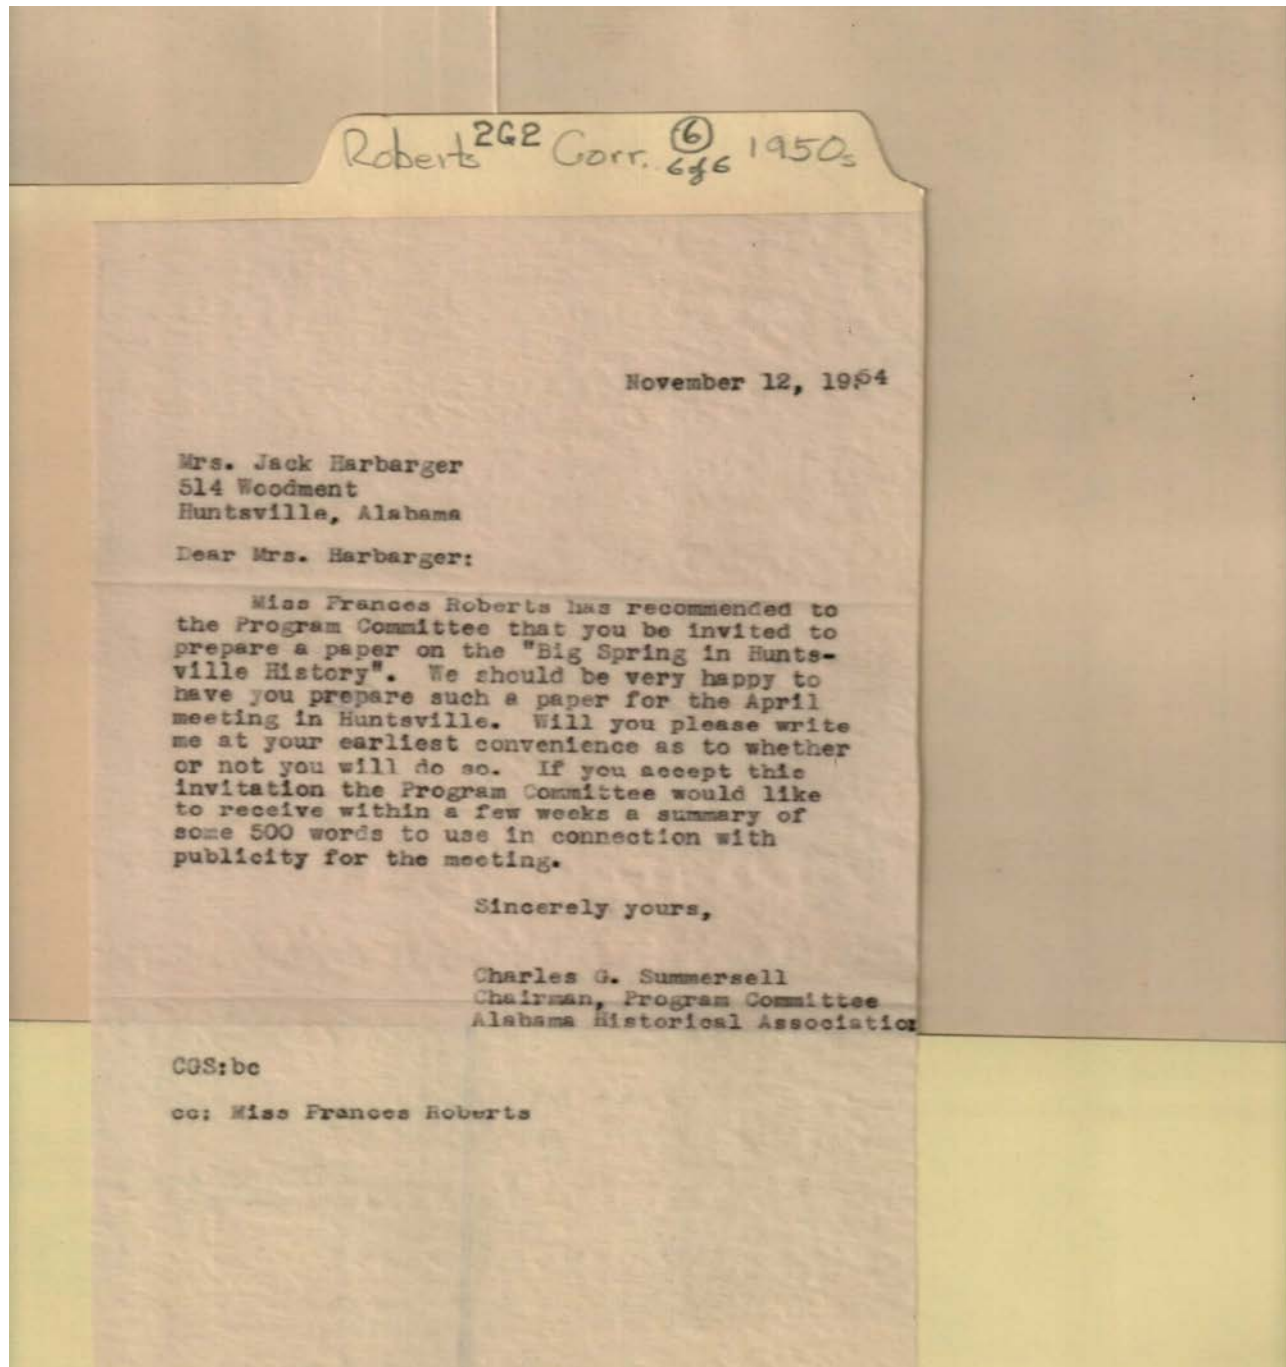 Roberts 2G2 Corr. 6 1950s
6 of 6
November 12, 1954
Mrs. Jack Harbarger
514 Woodment
Huntsville, Alabama
Dear Mrs. Harbarger:
Miss Frances Roberts has recommended to
the Program Committee that you be invited to
prepare a paper on the "Big Spring in Hunts-
ville History". We should be very happy to
have you prepare such a paper for the April
meeting in Huntsville. Will you please write
me at your earliest convenience as to whether
or not you will do so. If you accept this
invitation the Program Committee would like
to receive within a few weeks a summary of
some 500 words to use in connection with
publicity for the meeting.
Sincerely yours,
Charles G. Summersell
Chairman, Program Committee
Alabama Historical Association
CGS:bc
cc: Miss Frances Roberts